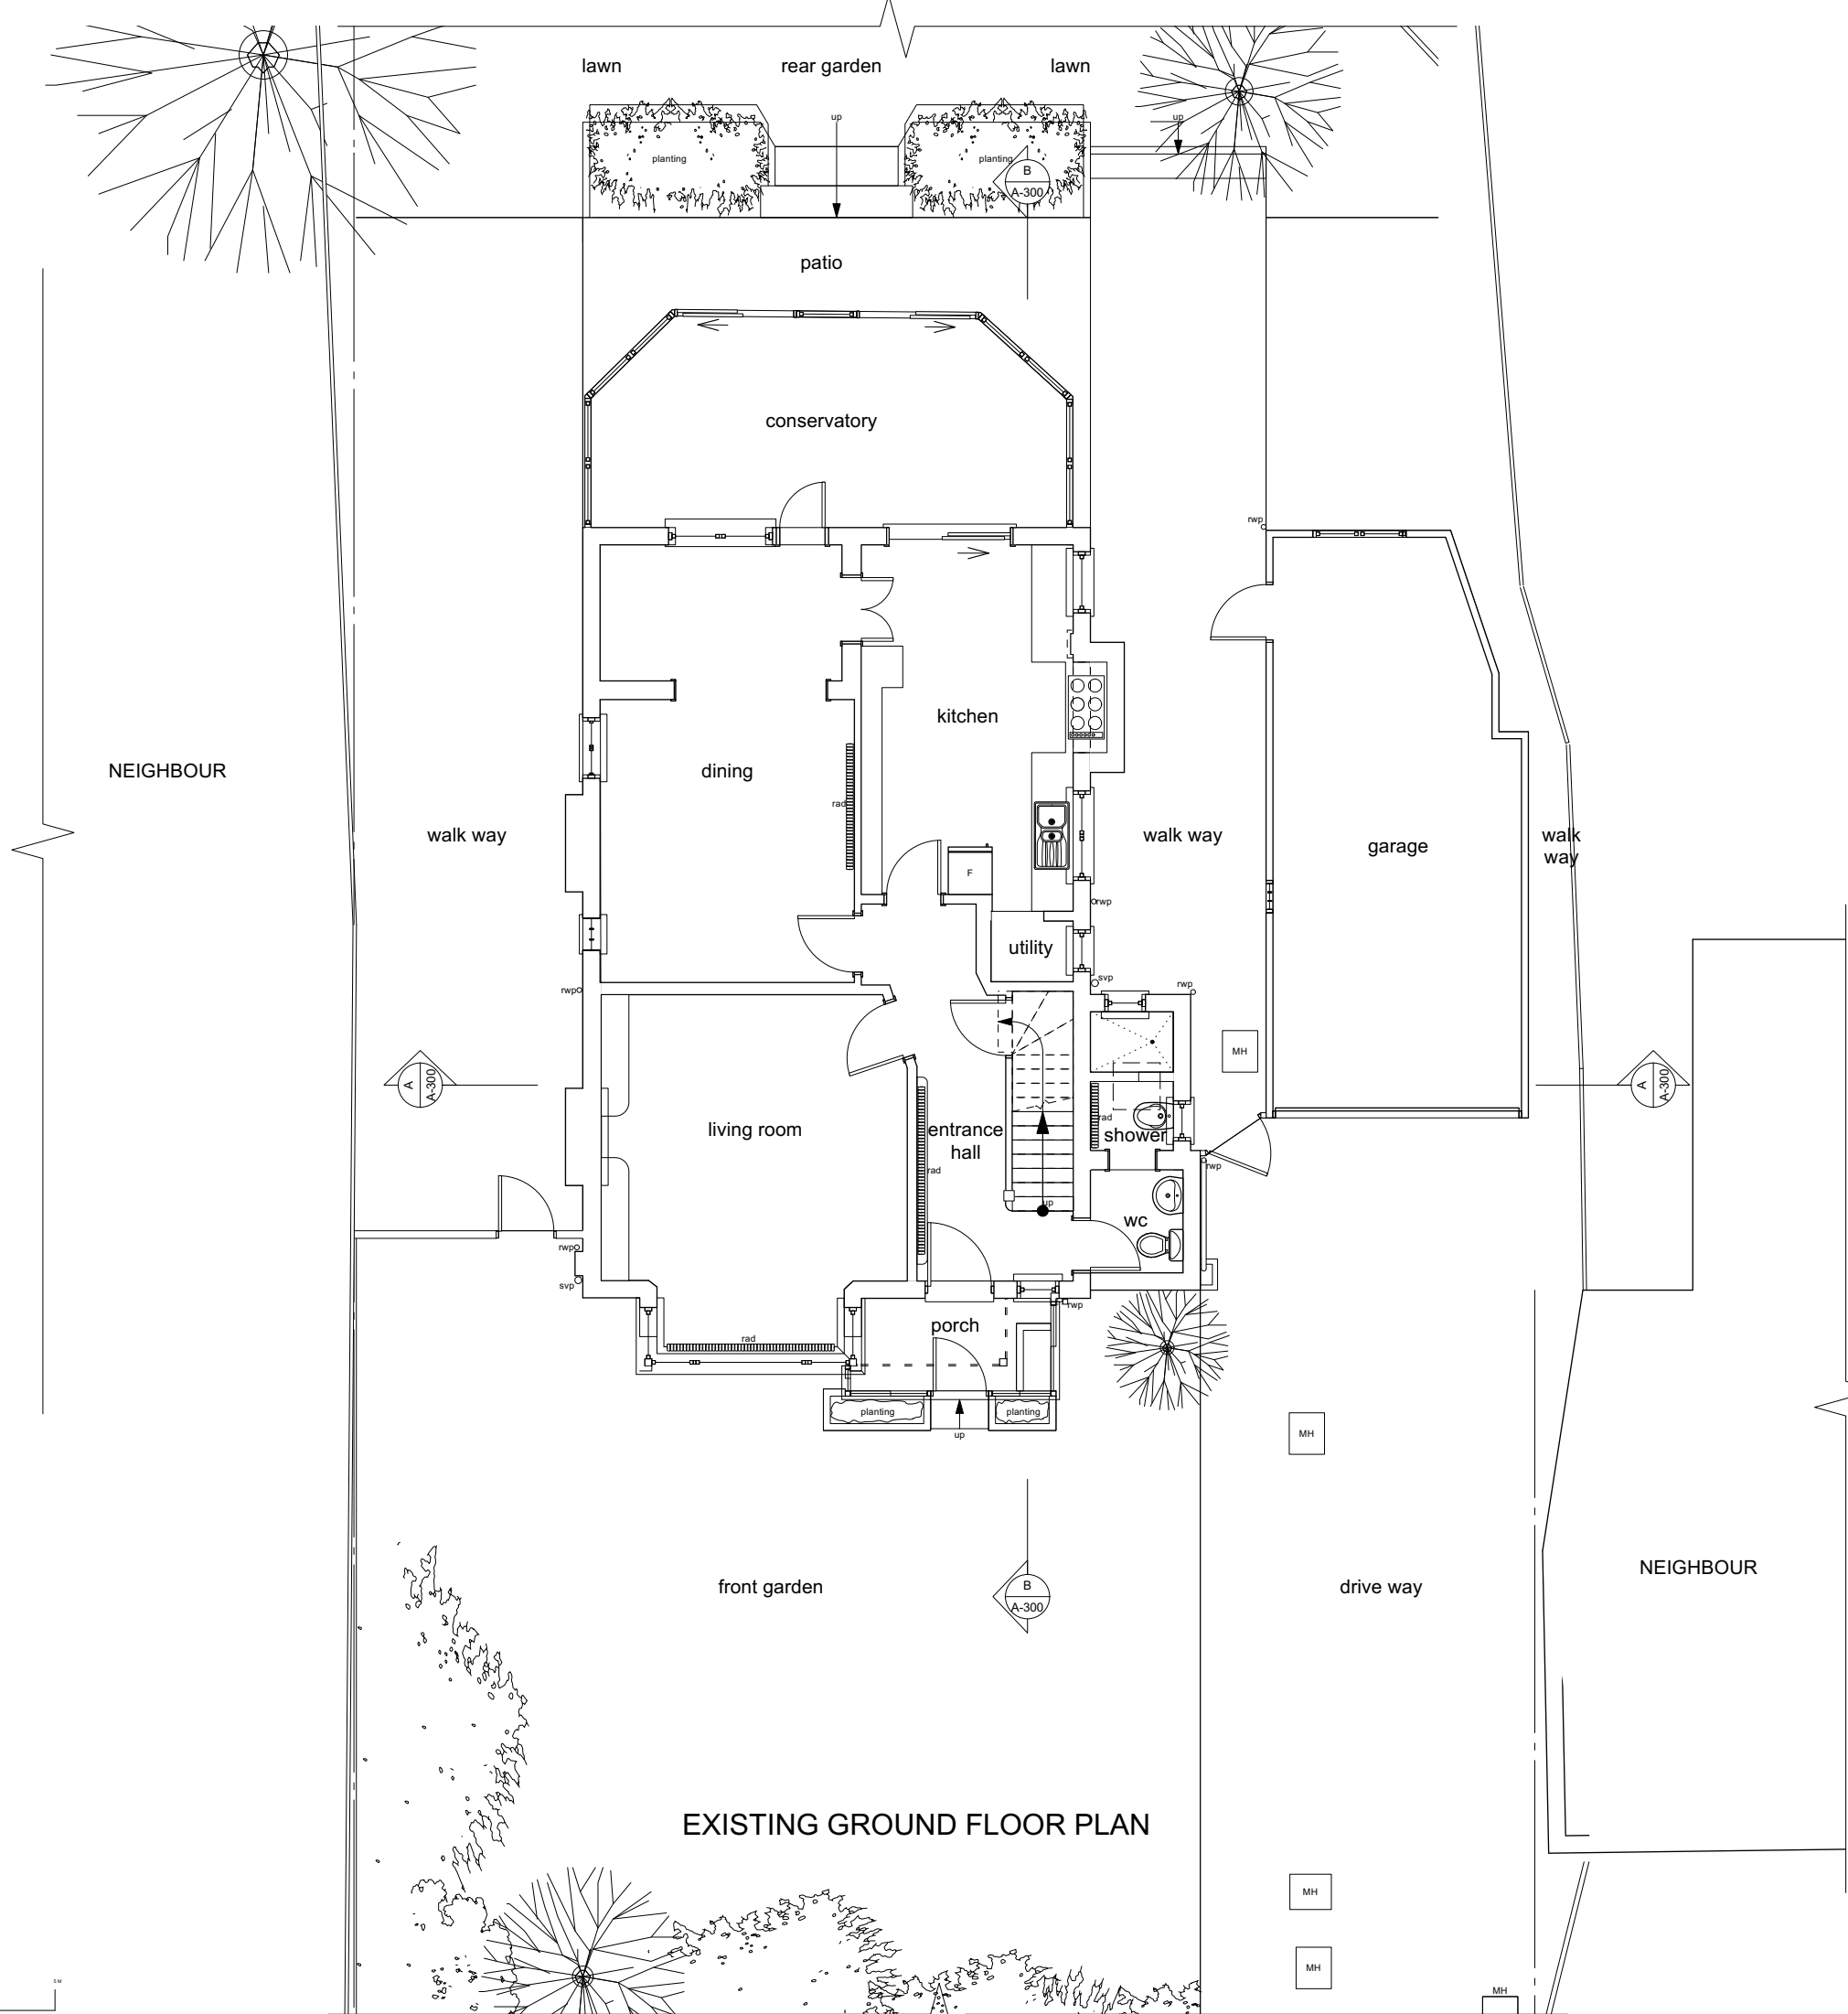 lawn
rear garden
lawn
up
up
planting
planting
B
A-300
patio
conservatory
rwp
kitchen
NEIGHBOUR
dining
rad
walk way
walk way
garage
walk
way
F
rwp
utility
svp
rwp
rwp
MH
A
A-300
A
A-300
rad
living room
entrance
hall
shower
rad
rwp
up
wc
rwp
svp
rwp
porch
rad
planting
planting
up
MH
front garden
B
A-300
drive way
NEIGHBOUR
EXISTING GROUND FLOOR PLAN
MH
MH
MH